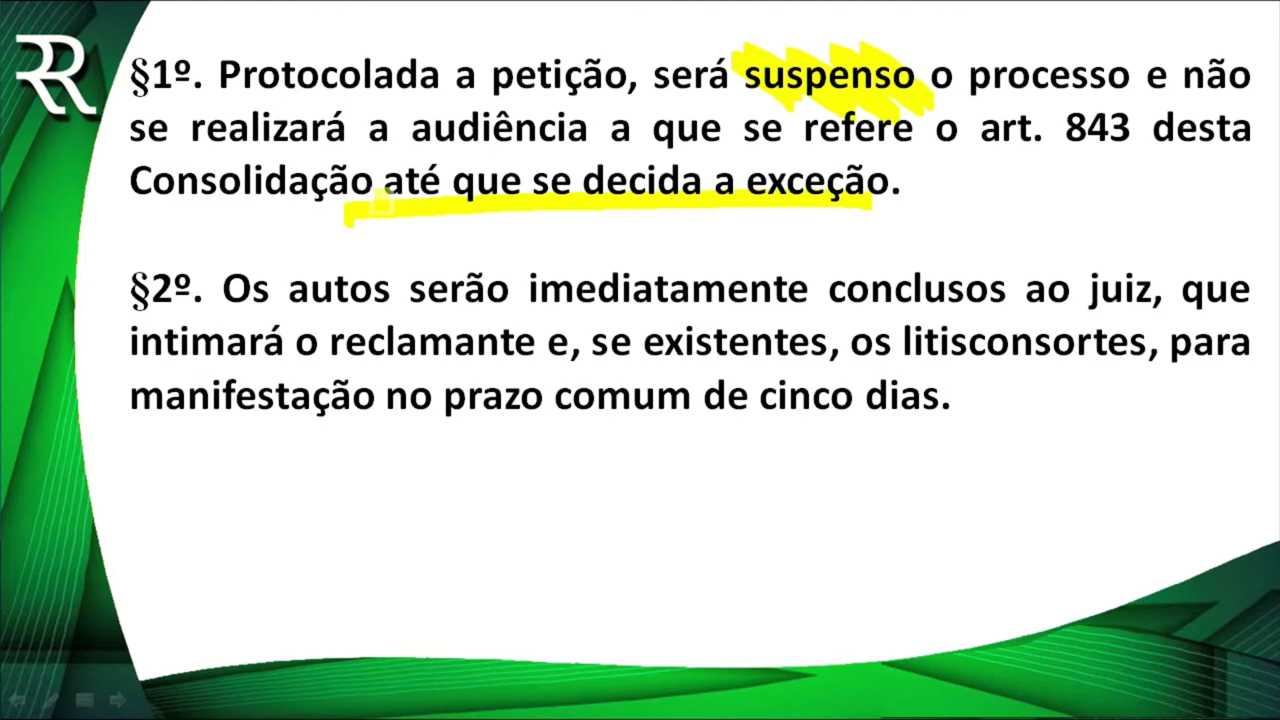 RR
§1º. Protocolada a petição, será suspenso o processo e não
se realizará a audiência a que se refere o art. 843 desta
Consolidação até que se decida a exceção.
§2º. Os autos serão imediatamente conclusos ao juiz, que
intimará o reclamante e, se existentes, os litisconsortes, para
manifestação no prazo comum de cinco dias.